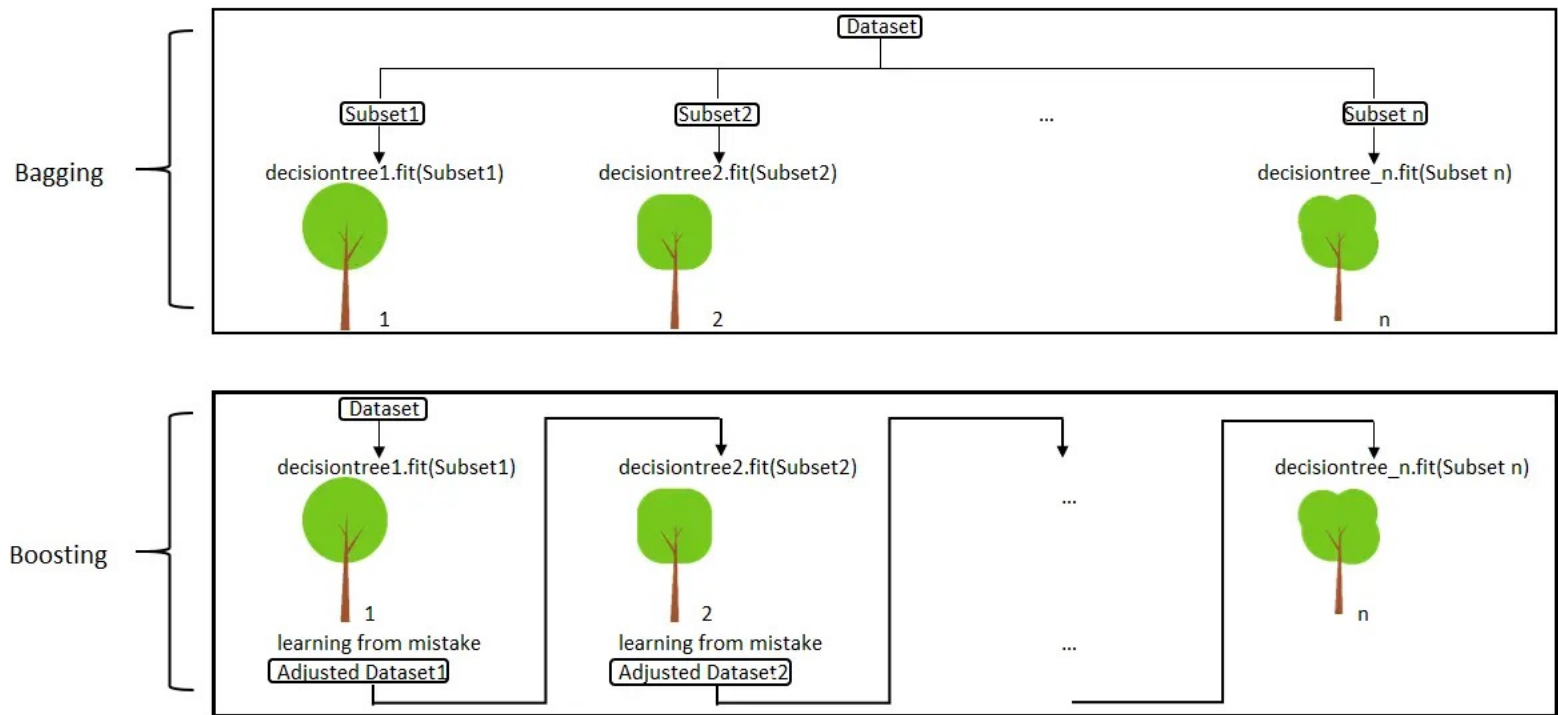 Dataset
Subset1
Subset2
...
Subset n
Bagging
decisiontree1.fit(Subset1)
decisiontree2.fit(Subset2)
decisiontree_n.fit(Subset n)
1
2
n
Dataset
decisiontree1.fit(Subset1)
decisiontree2.fit(Subset2)
decisiontree_n.fit(Subset n)
...
Boosting
1
2
n
learning from mistake
learning from mistake
...
Adjusted Dataset1
Adjusted Dataset2